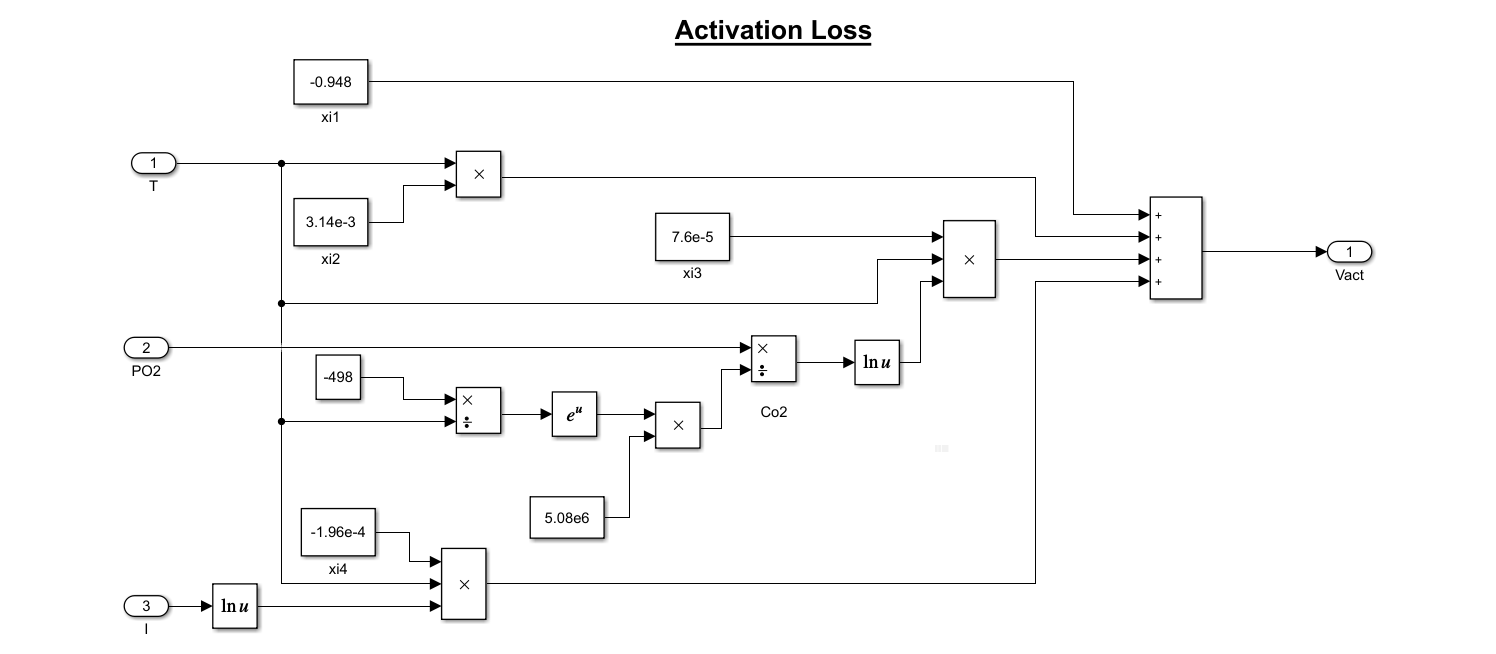 Activation Loss
-0.948
xi1
1
T
×
3.14e-3
xi2
7.6e-5
xi3
×
+
+
+
+
1
Vact
2
PO2
-498
×
÷
e^u
×
×
÷
Co2
ln u
5.08e6
-1.96e-4
xi4
×
3
I
ln u